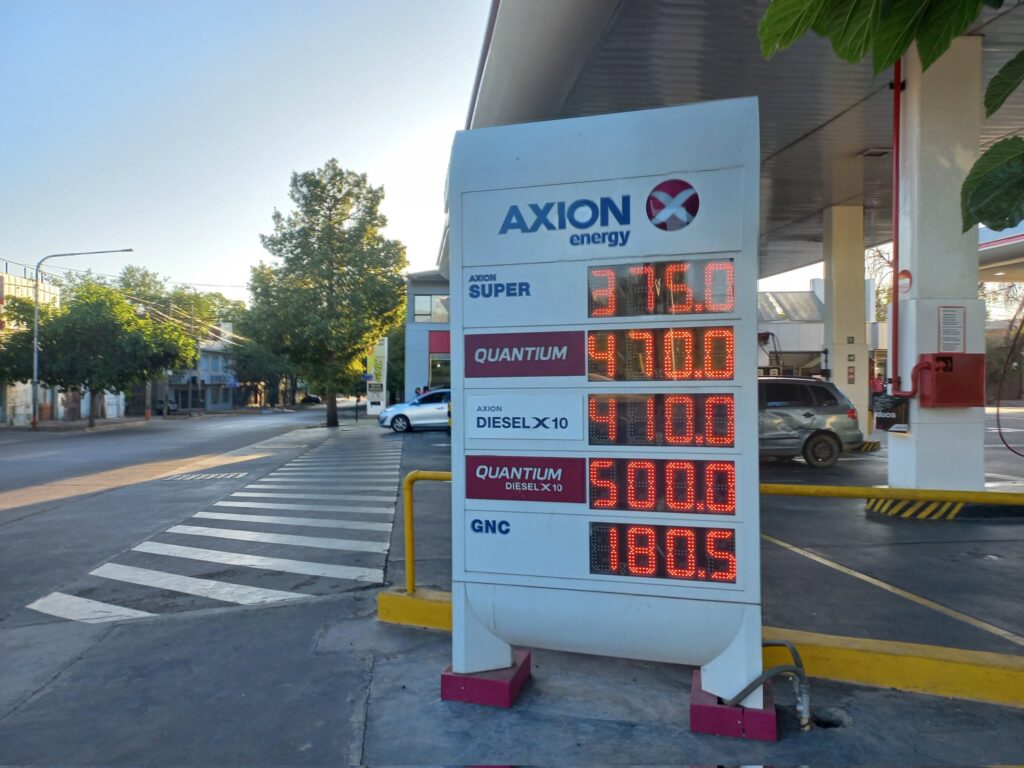 AXION
energy
AXION
SUPER 375.0
QUANTIUM 470.0
AXION
DIESEL X10 410.0
QUANTIUM 500.0
DIESEL X10
GNC 180.5